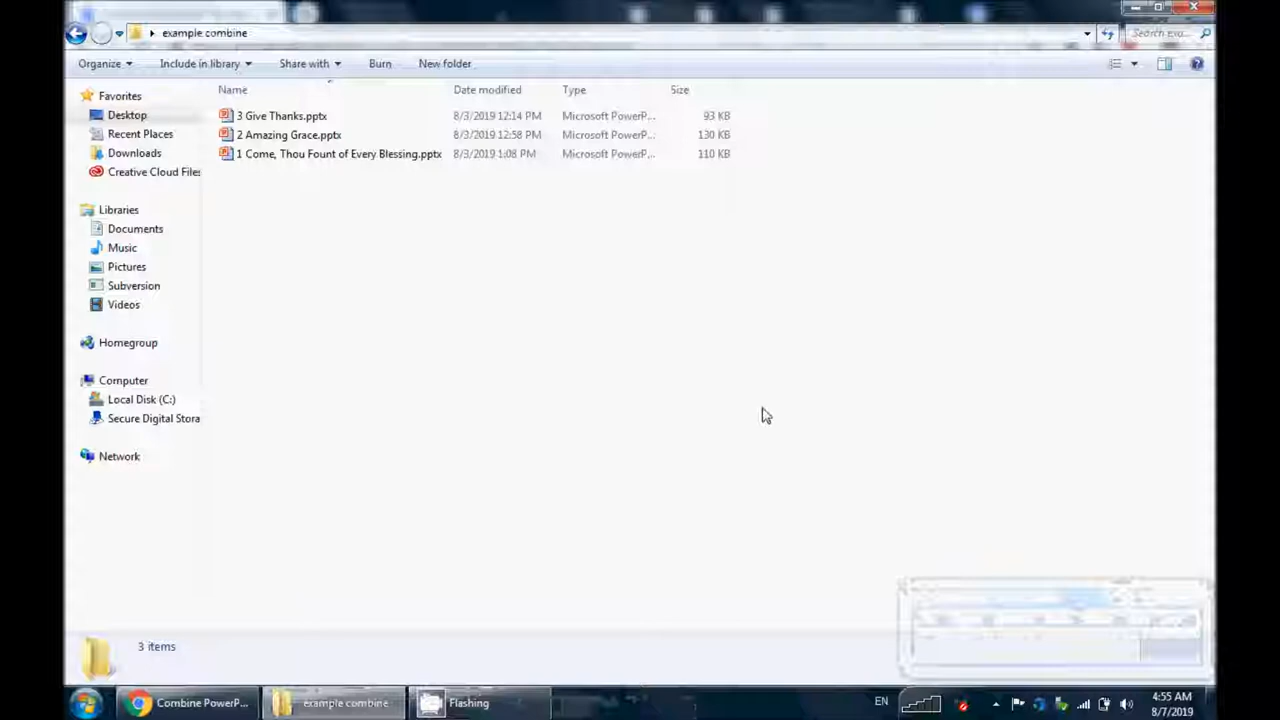 example combine
Search exa...
Organize
Include in library
Share with
Burn
New folder
Favorites
Desktop
Recent Places
Downloads
Creative Cloud Files
Libraries
Documents
Music
Pictures
Subversion
Videos
Homegroup
Computer
Local Disk (C:)
Secure Digital Stora
Network
Name Date modified Type Size
3 Give Thanks.pptx 8/3/2019 12:14 PM Microsoft PowerP... 93 KB
2 Amazing Grace.pptx 8/3/2019 12:58 PM Microsoft PowerP... 130 KB
1 Come, Thou Fount of Every Blessing.pptx 8/3/2019 1:08 PM Microsoft PowerP... 110 KB
3 items
Combine PowerP...
example combine
Flashing
EN
4:55 AM
8/7/2019